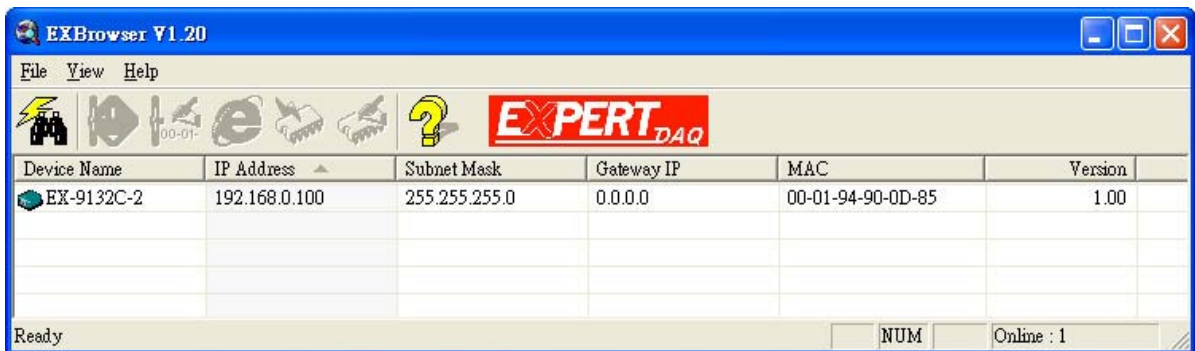 EXBrowser V1.20
File View Help
00-01-
EXPERT DAQ
Device Name IP Address Subnet Mask Gateway IP MAC Version
EX-9132C-2 192.168.0.100 255.255.255.0 0.0.0.0 00-01-94-90-0D-85 1.00
Ready NUM Online : 1